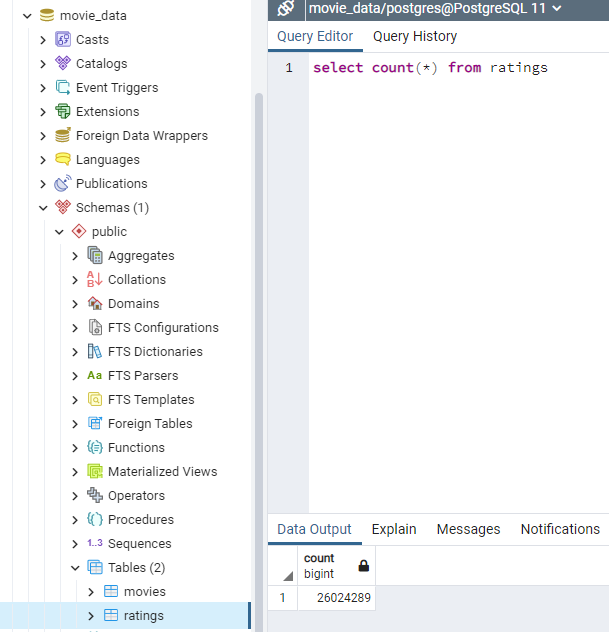 movie_data
Casts
Catalogs
Event Triggers
Extensions
Foreign Data Wrappers
Languages
Publications
Schemas (1)
public
Aggregates
Collations
Domains
FTS Configurations
FTS Dictionaries
Aa FTS Parsers
FTS Templates
Foreign Tables
Functions
Materialized Views
Operators
Procedures
1..3 Sequences
Tables (2)
movies
ratings
movie_data/postgres@PostgreSQL 11
Query Editor Query History
1 select count(*) from ratings
Data Output Explain Messages Notifications
count
bigint
1 26024289